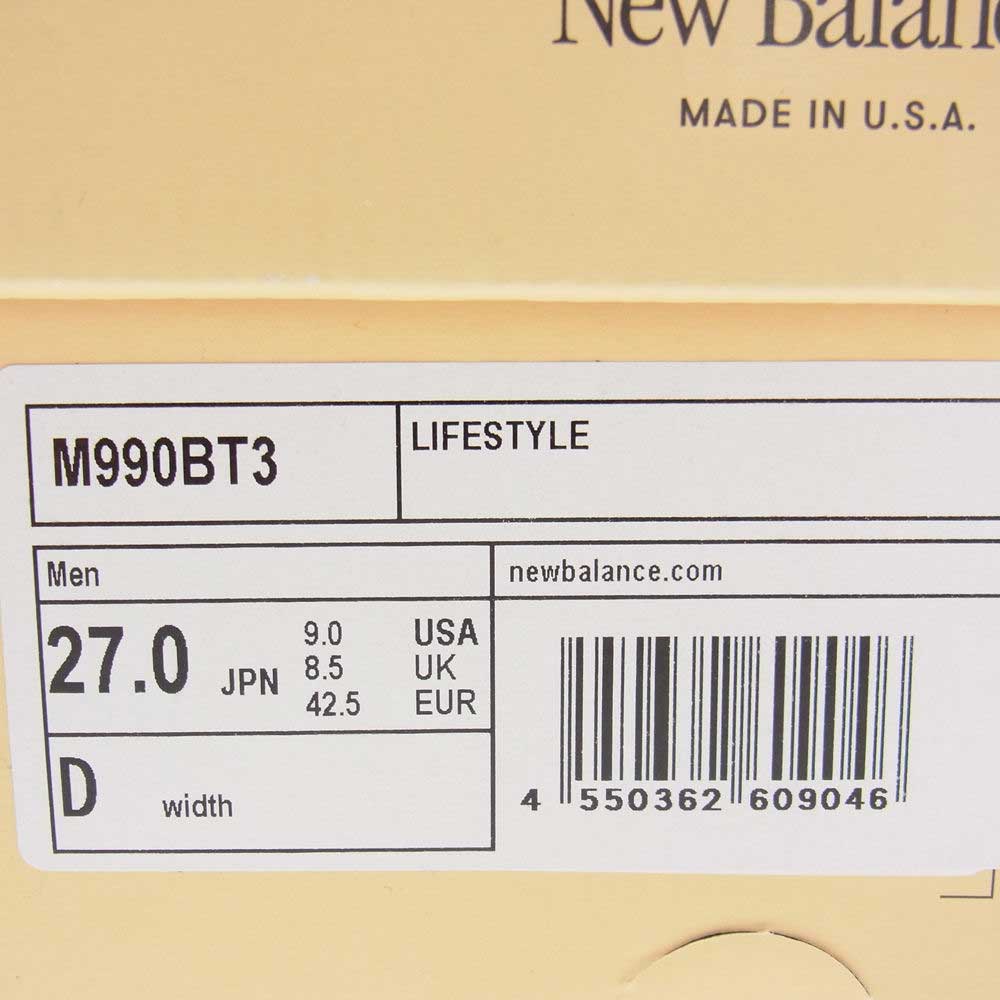 New Balanc
MADE IN U.S.A.
M990BT3
LIFESTYLE
Men
newbalance.com
27.0 JPN
9.0 USA
8.5 UK
42.5 EUR
D width
4 550362 609046